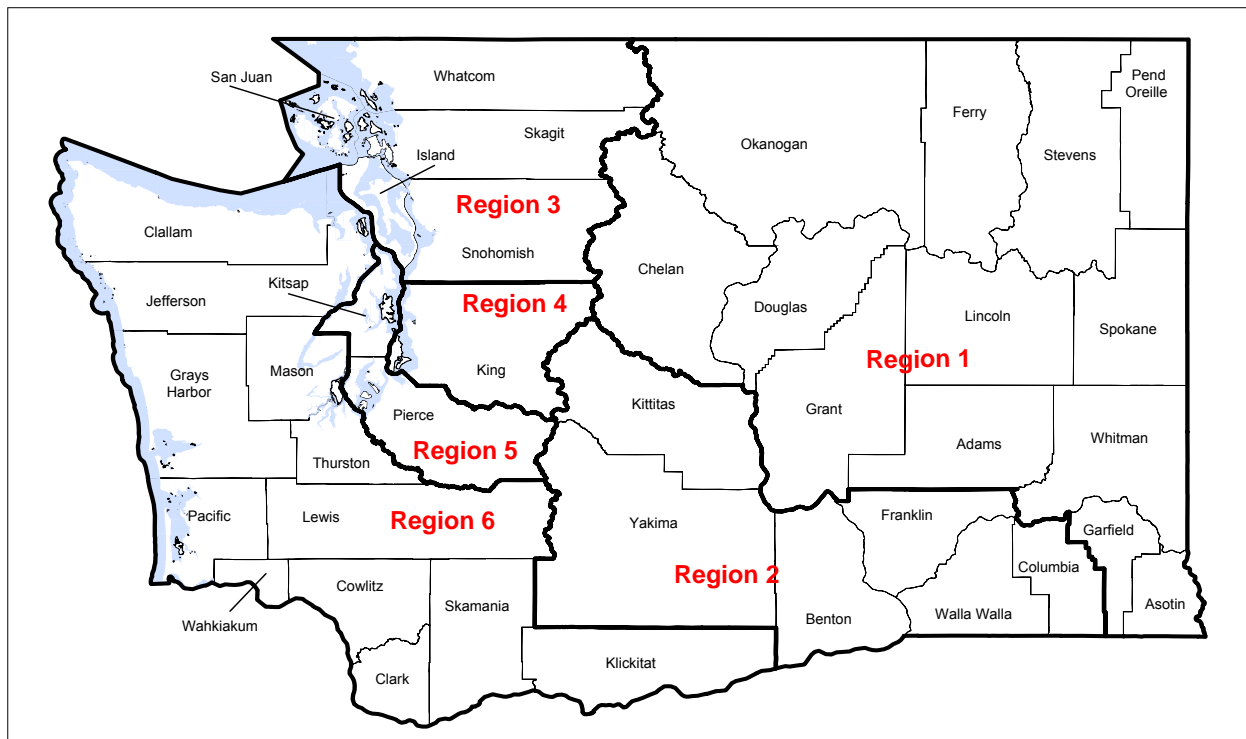 San Juan
Whatcom
Pend
Oreille
Ferry
Okanogan
Skagit
Stevens
Island
Region 3
Clallam
Snohomish
Chelan
Kitsap
Jefferson
Region 4
Douglas
Lincoln
Spokane
Region 1
King
Mason
Grays
Harbor
Kittitas
Grant
Pierce
Whitman
Adams
Region 5
Thurston
Pacific
Lewis
Region 6
Yakima
Franklin
Garfield
Columbia
Region 2
Cowlitz
Skamania
Asotin
Walla Walla
Benton
Wahkiakum
Klickitat
Clark